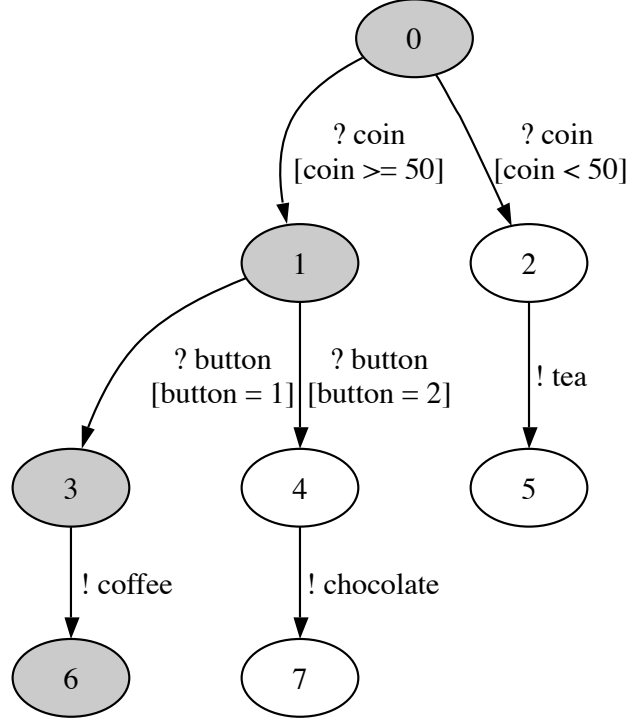 0
? coin
[coin >= 50]
? coin
[coin < 50]
1
2
? button
[button = 1]
? button
[button = 2]
! tea
3
4
5
! coffee
! chocolate
6
7